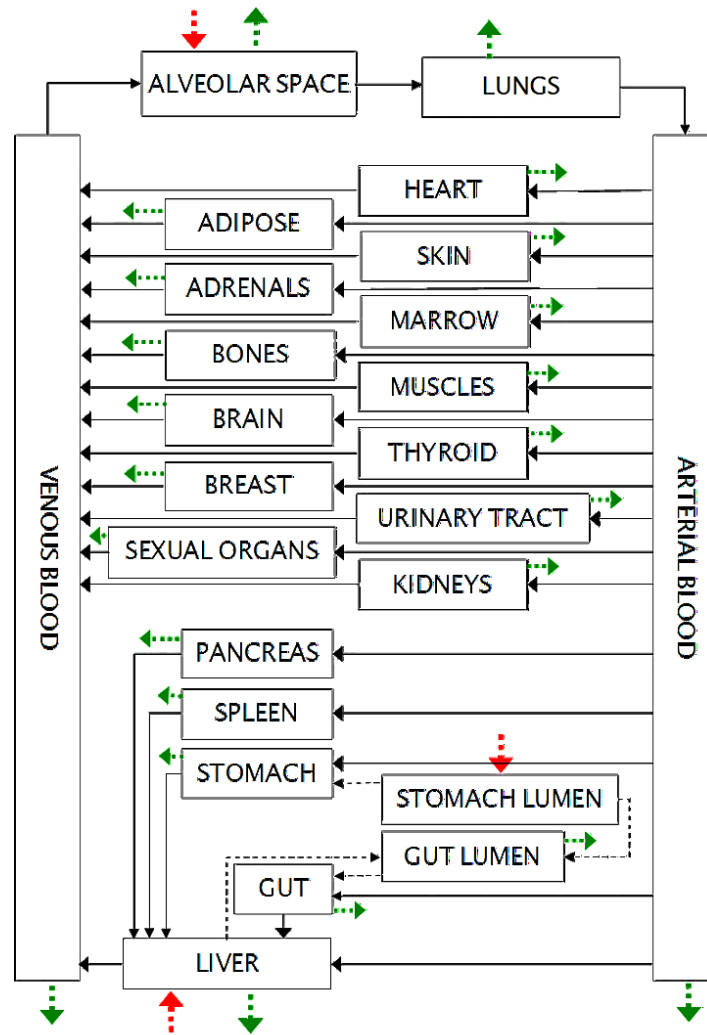 ALVEOLAR SPACE
LUNGS
HEART
ADIPOSE
SKIN
ADRENALS
MARROW
BONES
MUSCLES
BRAIN
THYROID
BREAST
URINARY TRACT
SEXUAL ORGANS
KIDNEYS
VENOUS BLOOD
ARTERIAL BLOOD
PANCREAS
SPLEEN
STOMACH
STOMACH LUMEN
GUT LUMEN
GUT
LIVER